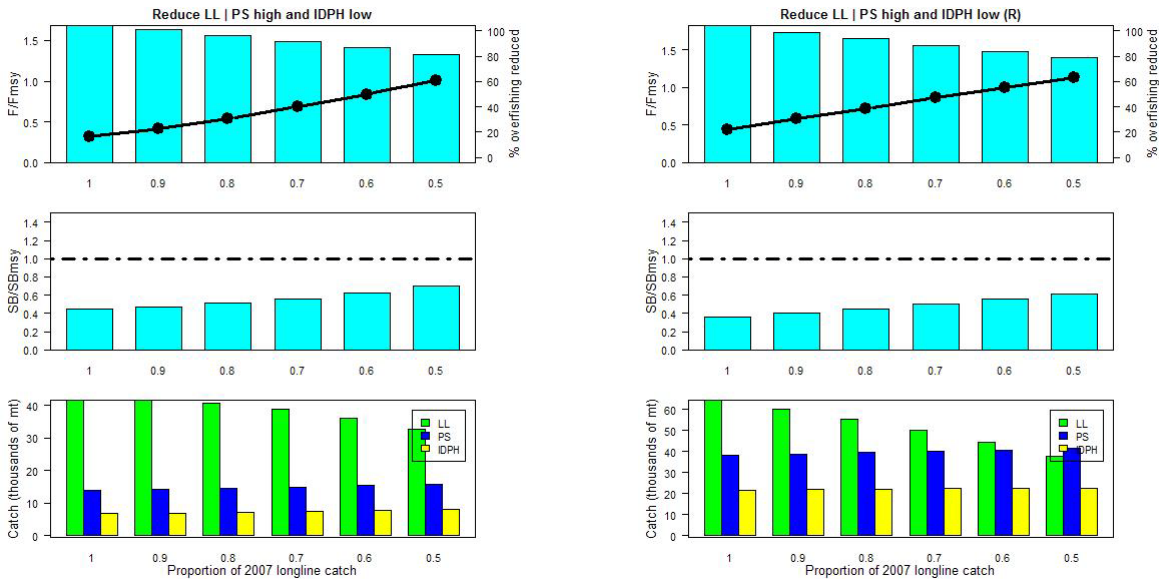 Reduce LL | PS high and IDPH low
F/Fmsy
1.5
1.0
0.5
0.0
100
80
60
40
20
0
% overfishing reduced
1 0.9 0.8 0.7 0.6 0.5
SB/SBmsy
1.4
1.2
1.0
0.8
0.6
0.4
0.2
0.0
1 0.9 0.8 0.7 0.6 0.5
Catch (thousands of mt)
40
30
20
10
0
LL
PS
IDPH
1 0.9 0.8 0.7 0.6 0.5
Proportion of 2007 longline catch
Reduce LL | PS high and IDPH low (R)
F/Fmsy
1.5
1.0
0.5
0.0
100
80
60
40
20
0
% overfishing reduced
1 0.9 0.8 0.7 0.6 0.5
SB/SBmsy
1.4
1.2
1.0
0.8
0.6
0.4
0.2
0.0
1 0.9 0.8 0.7 0.6 0.5
Catch (thousands of mt)
60
50
40
30
20
10
0
LL
PS
IDPH
1 0.9 0.8 0.7 0.6 0.5
Proportion of 2007 longline catch